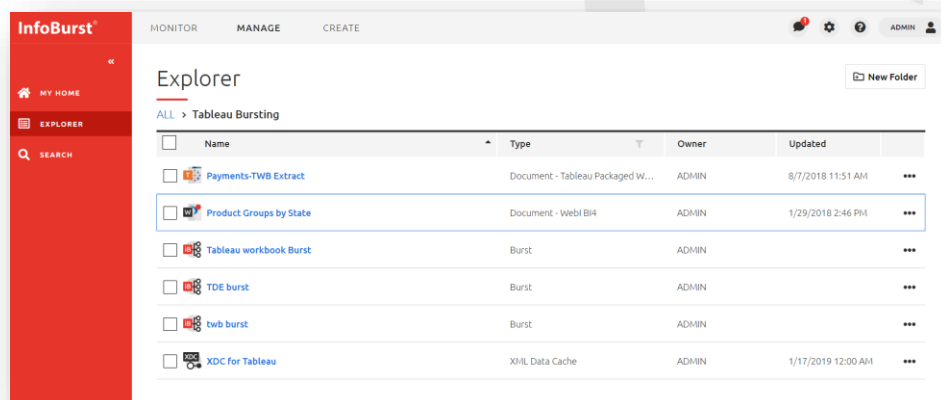 InfoBurst®
MONITOR MANAGE CREATE 1 ADMIN
«
MY HOME
EXPLORER
SEARCH
Explorer
New Folder
ALL > Tableau Bursting
Name Type Owner Updated
Payments-TWB Extract Document - Tableau Packaged W... ADMIN 8/7/2018 11:51 AM
Product Groups by State Document - WebI BI4 ADMIN 1/29/2018 2:46 PM
Tableau workbook Burst Burst ADMIN
TDE burst Burst ADMIN
twb burst Burst ADMIN
XDC for Tableau XML Data Cache ADMIN 1/17/2019 12:00 AM